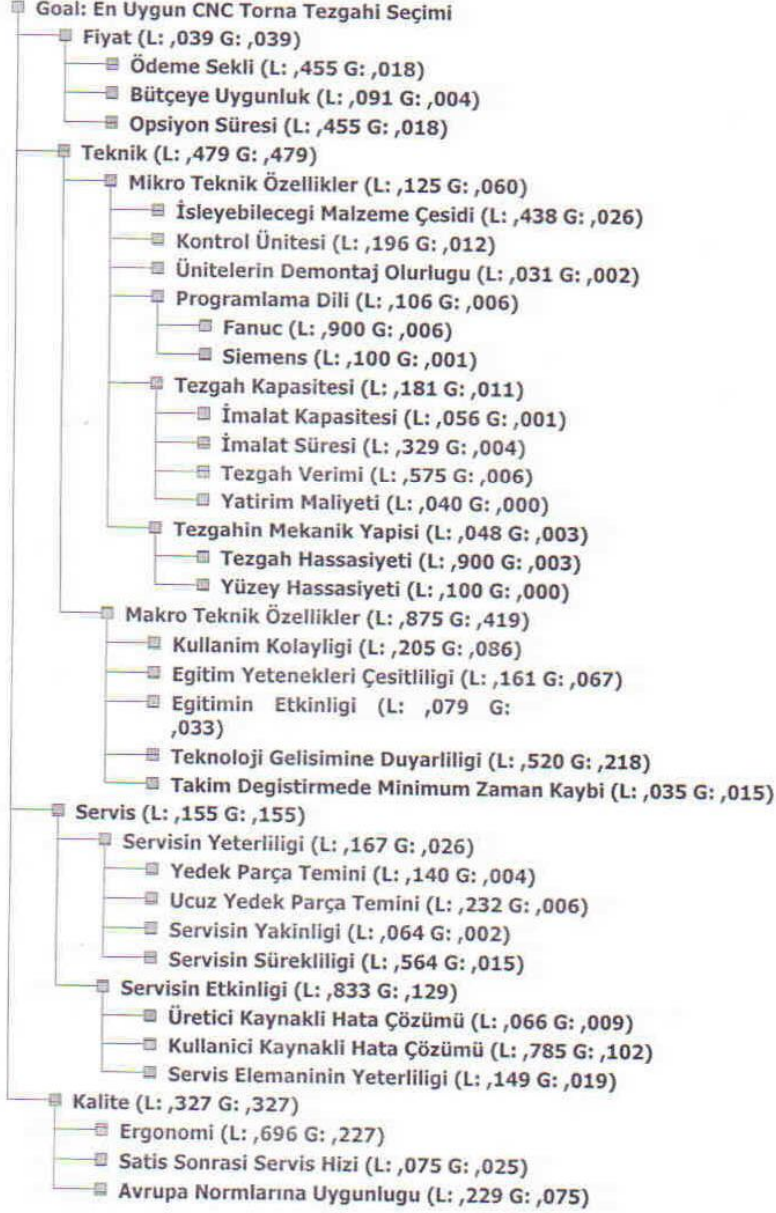 Goal: En Uygun CNC Torna Tezgahi Seçimi
Fiyat (L: ,039 G: ,039)
Ödeme Sekli (L: ,455 G: ,018)
Bütçeye Uygunluk (L: ,091 G: ,004)
Opsiyon Süresi (L: ,455 G: ,018)
Teknik (L: ,479 G: ,479)
Mikro Teknik Özellikler (L: ,125 G: ,060)
İsleyebilecegi Malzeme Çesidi (L: ,438 G: ,026)
Kontrol Ünitesi (L: ,196 G: ,012)
Ünitelerin Demontaj Olurlugu (L: ,031 G: ,002)
Programlama Dili (L: ,106 G: ,006)
Fanuc (L: ,900 G: ,006)
Siemens (L: ,100 G: ,001)
Tezgah Kapasitesi (L: ,181 G: ,011)
İmalat Kapasitesi (L: ,056 G: ,001)
İmalat Süresi (L: ,329 G: ,004)
Tezgah Verimi (L: ,575 G: ,006)
Yatirim Maliyeti (L: ,040 G: ,000)
Tezgahin Mekanik Yapisi (L: ,048 G: ,003)
Tezgah Hassasiyeti (L: ,900 G: ,003)
Yüzey Hassasiyeti (L: ,100 G: ,000)
Makro Teknik Özellikler (L: ,875 G: ,419)
Kullanim Kolayligi (L: ,205 G: ,086)
Egitim Yetenekleri Çesitliligi (L: ,161 G: ,067)
Egitimin Etkinligi (L: ,079 G:
,033)
Teknoloji Gelisimine Duyarliligi (L: ,520 G: ,218)
Takim Degistirmede Minimum Zaman Kaybi (L: ,035 G: ,015)
Servis (L: ,155 G: ,155)
Servisin Yeterliligi (L: ,167 G: ,026)
Yedek Parça Temini (L: ,140 G: ,004)
Ucuz Yedek Parça Temini (L: ,232 G: ,006)
Servisin Yakinligi (L: ,064 G: ,002)
Servisin Sürekliligi (L: ,564 G: ,015)
Servisin Etkinligi (L: ,833 G: ,129)
Üretici Kaynakli Hata Çözümü (L: ,066 G: ,009)
Kullanici Kaynakli Hata Çözümü (L: ,785 G: ,102)
Servis Elemaninin Yeterliligi (L: ,149 G: ,019)
Kalite (L: ,327 G: ,327)
Ergonomi (L: ,696 G: ,227)
Satis Sonrasi Servis Hizi (L: ,075 G: ,025)
Avrupa Normlarına Uygunlugu (L: ,229 G: ,075)